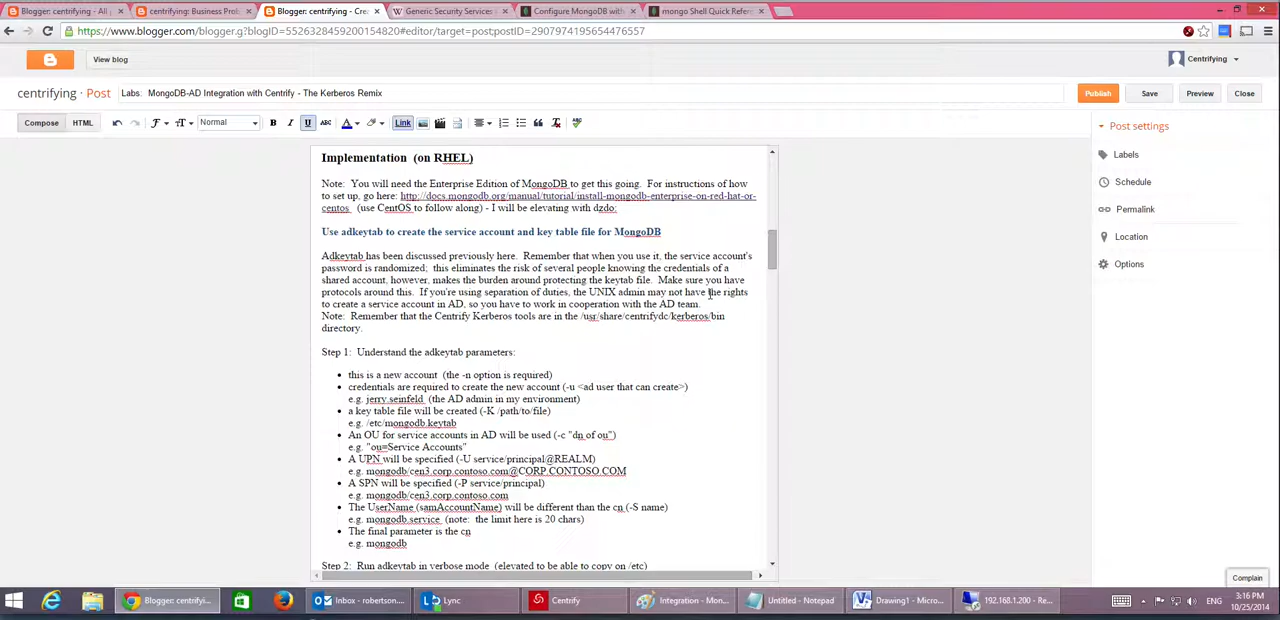 Blogger: centrifying - All
centrifying: Business Prol
Blogger: centrifying - Cre
Generic Security Services
Configure MongoDB with
mongo Shell Quick Refer
https://www.blogger.com/blogger.g?blogID=5526328459200154820#editor/target=post;postID=2907974195654476557
View blog
Centrifying
centrifying · Post
Labs: MongoDB-AD Integration with Centrify - The Kerberos Remix
Publish
Save
Preview
Close
Compose
HTML
Normal
B I U ABC A Link
Post settings
Labels
Schedule
Permalink
Location
Options
Implementation (on RHEL)
Note: You will need the Enterprise Edition of MongoDB to get this going. For instructions of how
to set up, go here: http://docs.mongodb.org/manual/tutorial/install-mongodb-enterprise-on-red-hat-or-
centos (use CentOS to follow along) - I will be elevating with dzdo;
Use adkeytab to create the service account and key table file for MongoDB
Adkeytab has been discussed previously here. Remember that when you use it, the service account's
password is randomized; this eliminates the risk of several people knowing the credentials of a
shared account, however, makes the burden around protecting the keytab file. Make sure you have
protocols around this. If you're using separation of duties, the UNIX admin may not have the rights
to create a service account in AD, so you have to work in cooperation with the AD team.
Note: Remember that the Centrify Kerberos tools are in the /usr/share/centrifydc/kerberos/bin
directory.
Step 1: Understand the adkeytab parameters:
• this is a new account (the -n option is required)
• credentials are required to create the new account (-u <ad user that can create>)
e.g. jerry.seinfeld (the AD admin in my environment)
• a key table file will be created (-K /path/to/file)
e.g. /etc/mongodb.keytab
• An OU for service accounts in AD will be used (-c "dn of ou")
e.g. "ou=Service Accounts"
• A UPN will be specified (-U service/principal@REALM)
e.g. mongodb/cen3.corp.contoso.com@CORP.CONTOSO.COM
• A SPN will be specified (-P service/principal)
e.g. mongodb/cen3.corp.contoso.com
• The UserName (samAccountName) will be different than the cn (-S name)
e.g. mongodb.service (note: the limit here is 20 chars)
• The final parameter is the cn
e.g. mongodb
Step 2: Run adkeytab in verbose mode (elevated to be able to copy on /etc)
Complain
Blogger: centrifyi...
Inbox - robertson....
Lync
Centrify
Integration - Mon...
Untitled - Notepad
Drawing1 - Micros...
192.168.1.200 - Re...
ENG
3:16 PM
10/25/2014